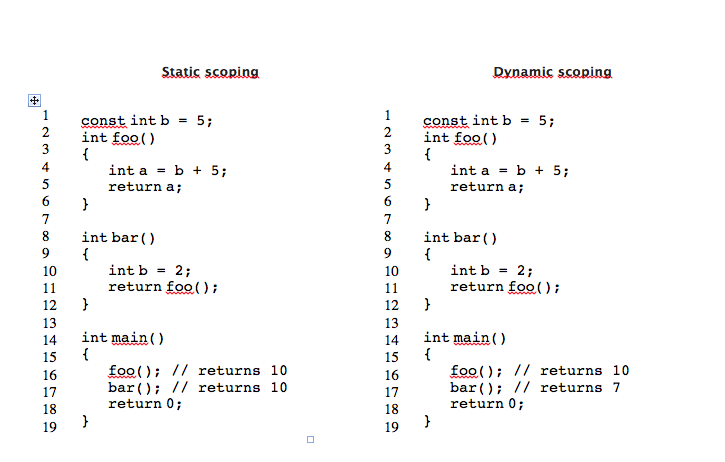 Static scoping
1 const int b = 5;
2 int foo()
3 {
4 int a = b + 5;
5 return a;
6 }
7
8 int bar()
9 {
10 int b = 2;
11 return foo();
12 }
13
14 int main()
15 {
16 foo(); // returns 10
17 bar(); // returns 10
18 return 0;
19 }
Dynamic scoping
1 const int b = 5;
2 int foo()
3 {
4 int a = b + 5;
5 return a;
6 }
7
8 int bar()
9 {
10 int b = 2;
11 return foo();
12 }
13
14 int main()
15 {
16 foo(); // returns 10
17 bar(); // returns 7
18 return 0;
19 }